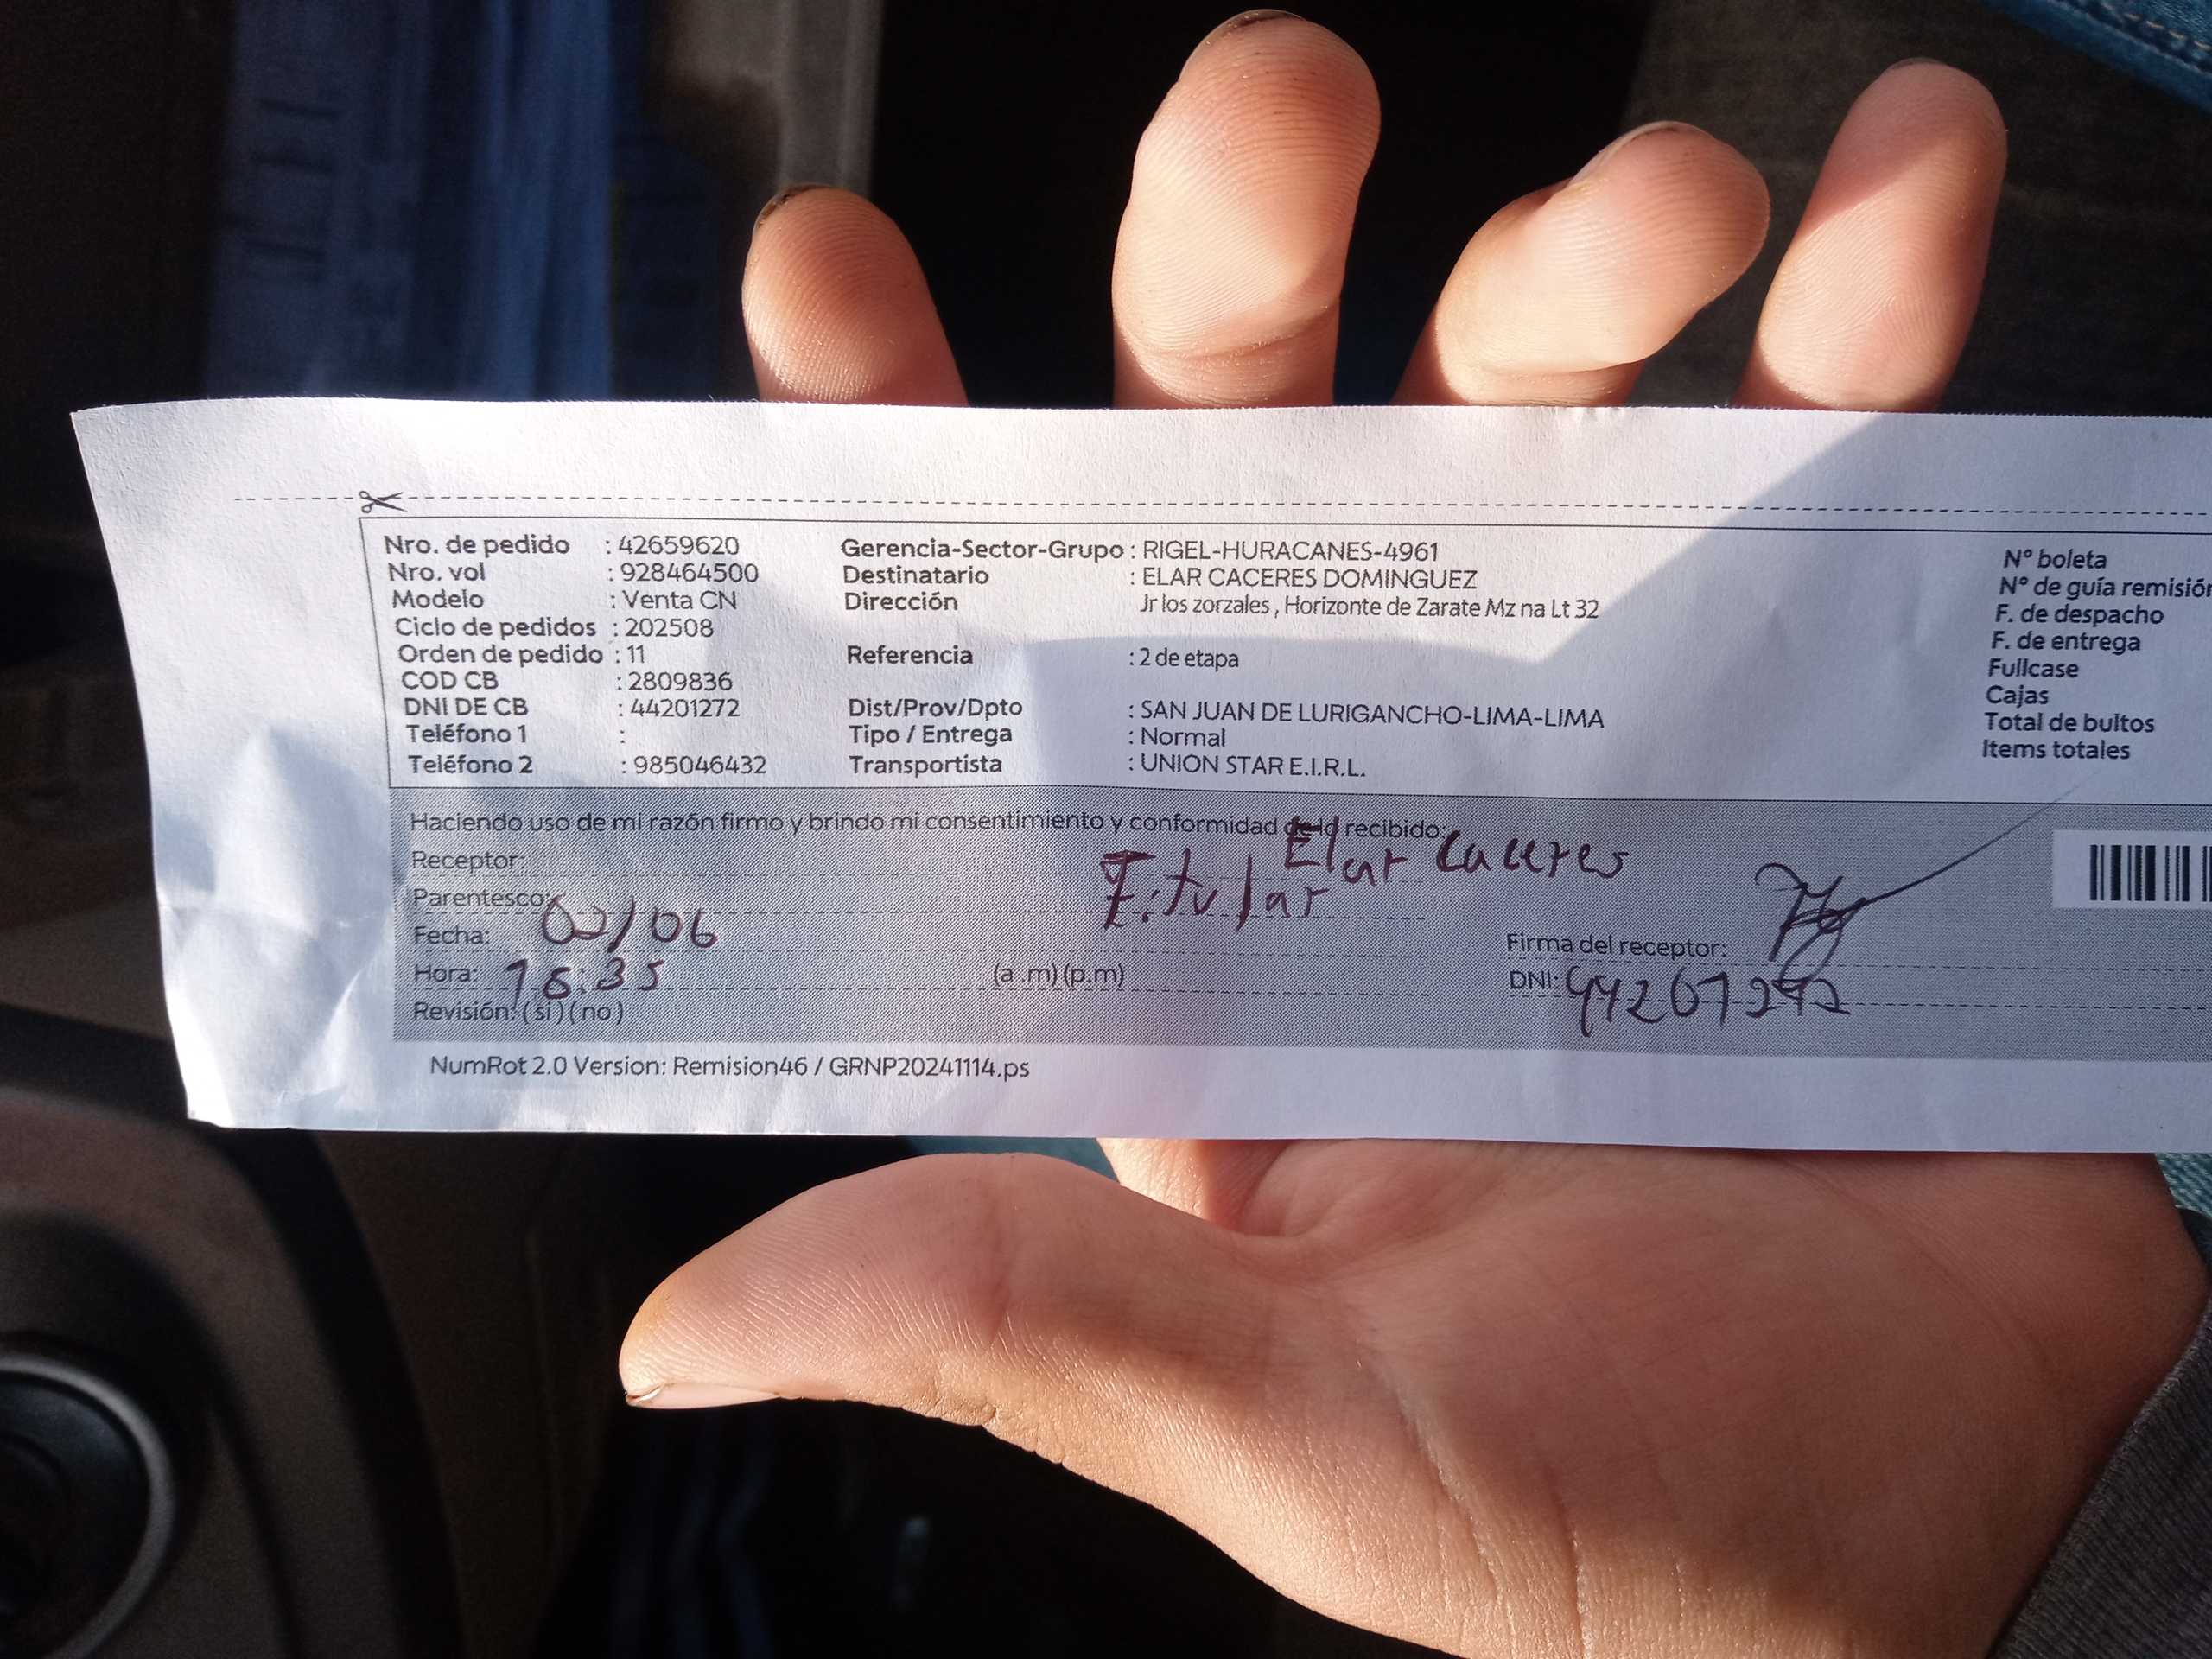 Nro. de pedido : 42659620 Gerencia-Sector-Grupo : RIGEL-HURACANES-4961 N° boleta
Nro. vol : 928464500 Destinatario : ELAR CACERES DOMINGUEZ N° de guía remisión
Modelo : Venta CN Dirección Jr los zorzales , Horizonte de Zarate Mz na Lt 32 F. de despacho
Ciclo de pedidos : 202508 F. de entrega
Orden de pedido : 11 Referencia : 2 de etapa Fullcase
COD CB : 2809836 Cajas
DNI DE CB : 44201272 Dist/Prov/Dpto : SAN JUAN DE LURIGANCHO-LIMA-LIMA Total de bultos
Teléfono 1 : Tipo / Entrega : Normal Items totales
Teléfono 2 : 985046432 Transportista : UNION STAR E.I.R.L.
Haciendo uso de mi razón firmo y brindo mi consentimiento y conformidad de lo recibido:
Receptor: Elar Caceres
Parentesco: Titular
Fecha: 02/06 Firma del receptor:
Hora: 16:35 (a .m) (p.m) DNI:
Revisión: (si) (no)
NumRot 2.0 Version: Remision46 / GRNP20241114.ps